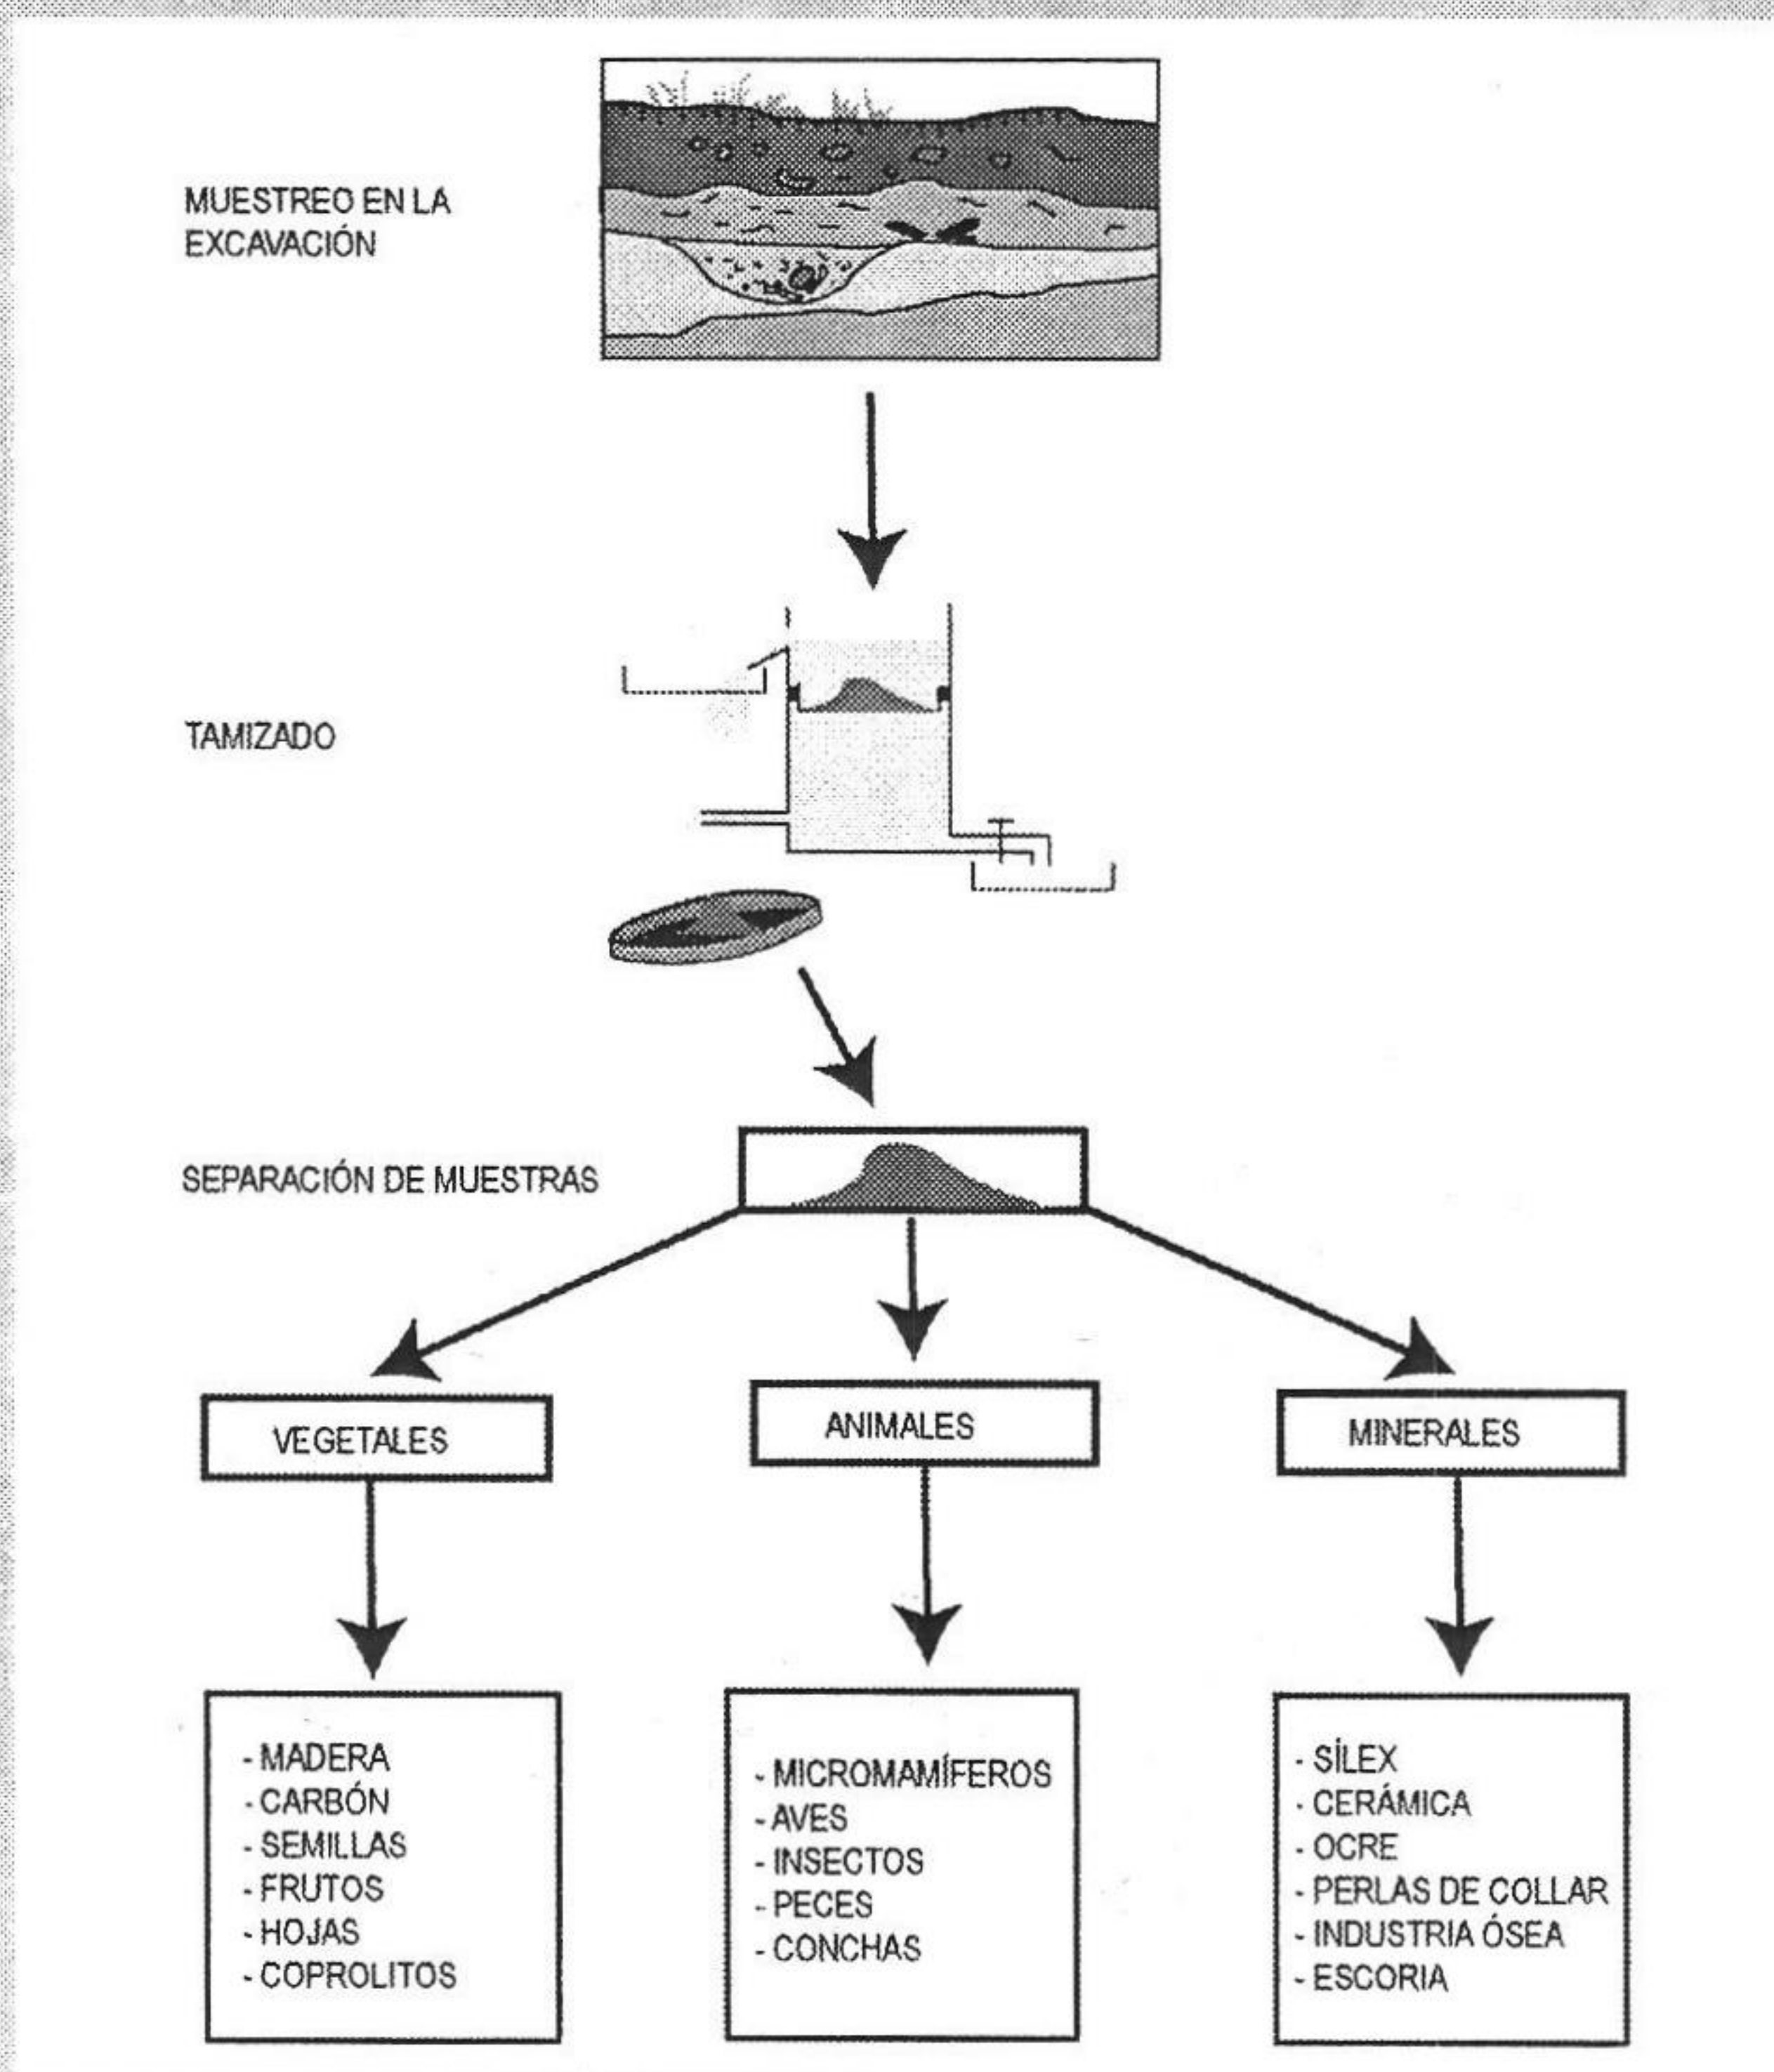 MUESTREO EN LA
EXCAVACIÓN
TAMIZADO
SEPARACIÓN DE MUESTRAS
VEGETALES
ANIMALES
MINERALES
- MADERA
- CARBÓN
- SEMILLAS
- FRUTOS
- HOJAS
- COPROLITOS
- MICROMAMÍFEROS
- AVES
- INSECTOS
- PECES
- CONCHAS
- SÍLEX
- CERÁMICA
- OCRE
- PERLAS DE COLLAR
- INDUSTRIA ÓSEA
- ESCORIA